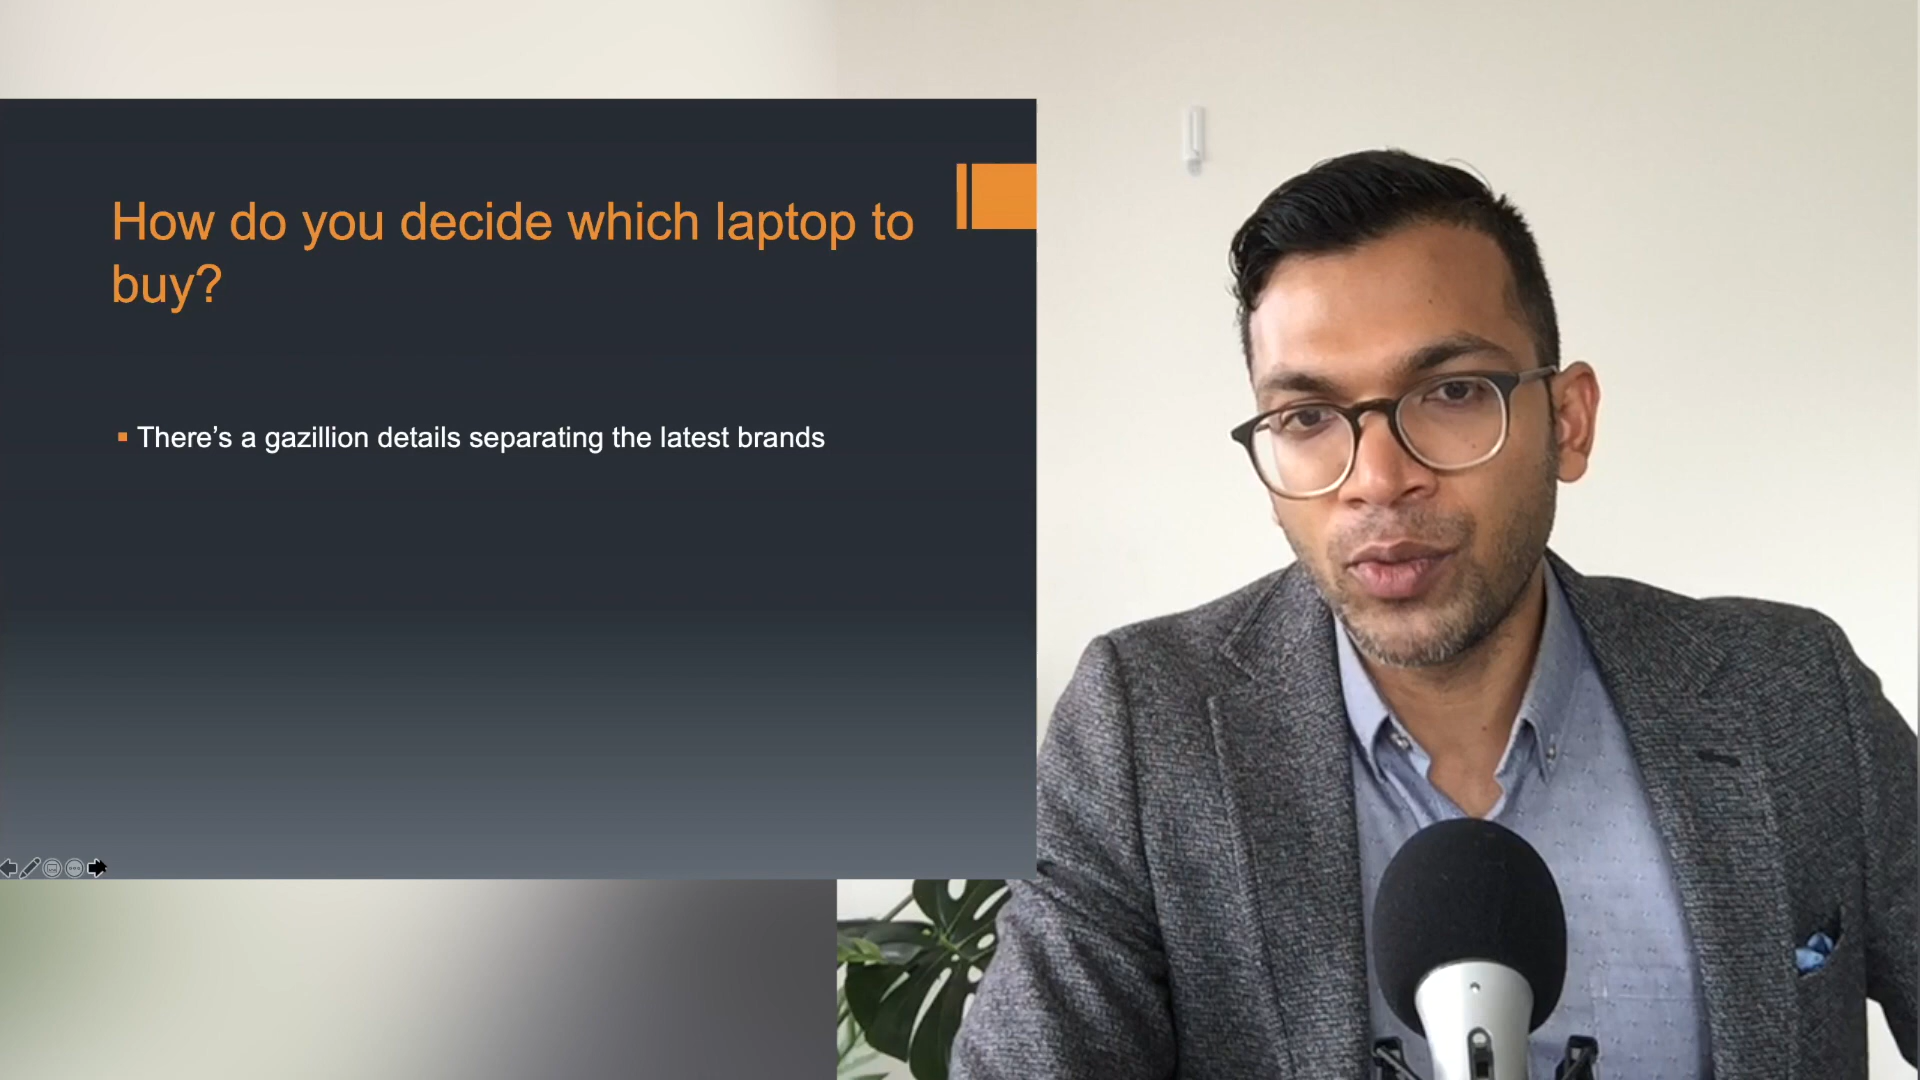 How do you decide which laptop to
buy?
There’s a gazillion details separating the latest brands